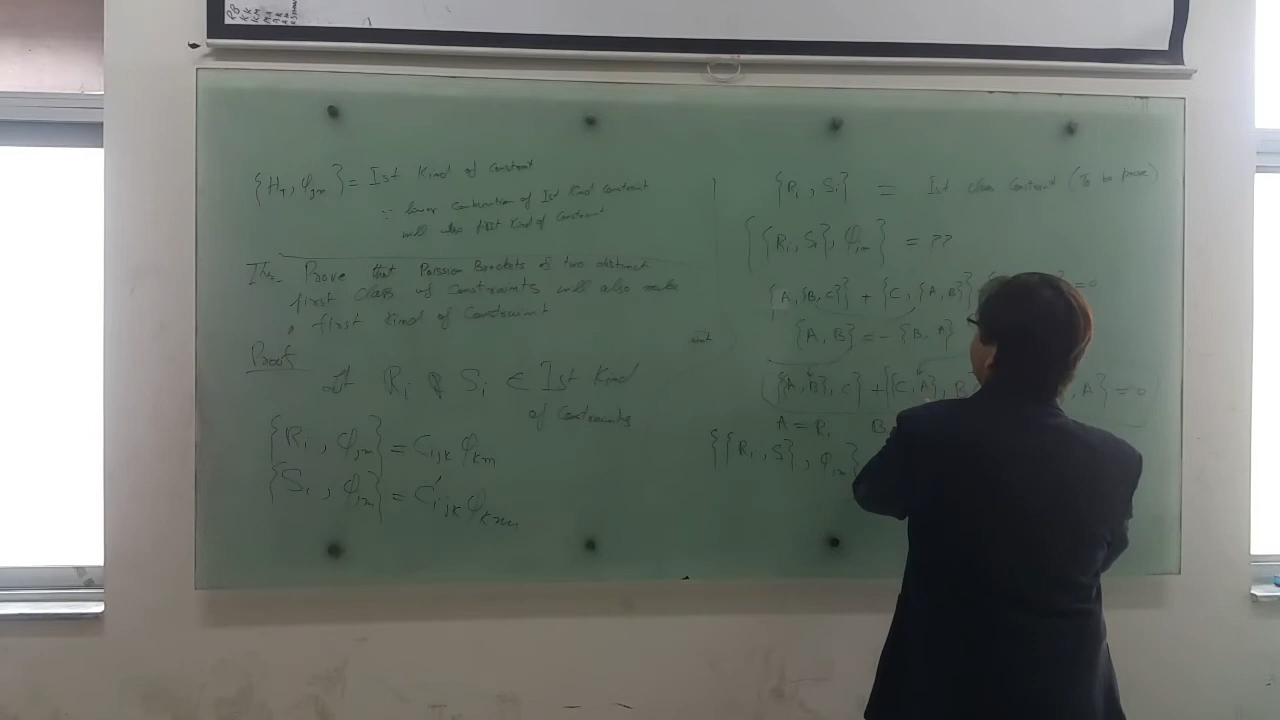 {H_T, φ_jm} = Ist Kind of Constraint
∵ linear combination of Ist kind constraint
will also first kind of constraint
Prove that Poission Brackets of two distinct
first class of Constraints will also make
first kind of Constraint
Proof
Let R_i & S_i ∈ Ist Kind
of Constraints
{R_i, φ_jm} = C_ijk φ_km
{S_i, φ_jm} = C'_ijk φ_km
{R_i, S_i} = Ist class Constraint (To be prove)
{{R_i, S_i}, φ_jm} = ??
{A,{B,C}} + {C,{A,B}} = 0
{A, B} = - {B, A}
{{A, B}, C} + {{C, A}, B , A} = 0
A = R_i B
{{R_i, S_i}, φ_jm}